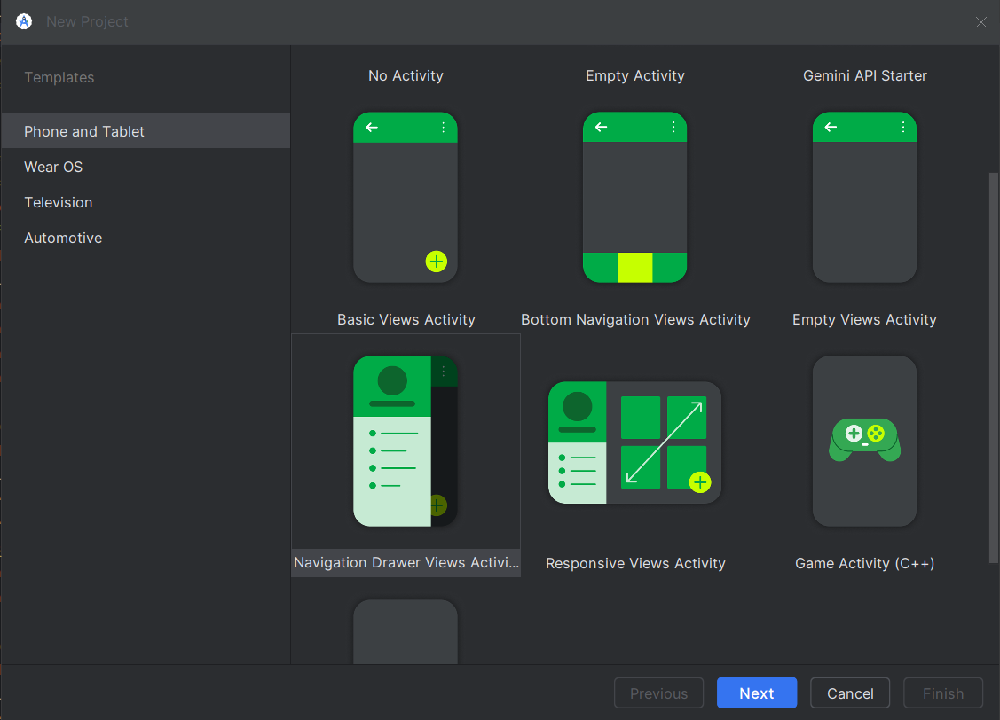 New Project
Templates
Phone and Tablet
Wear OS
Television
Automotive
No Activity
Empty Activity
Gemini API Starter
Basic Views Activity
Bottom Navigation Views Activity
Empty Views Activity
Navigation Drawer Views Activi...
Responsive Views Activity
Game Activity (C++)
Previous
Next
Cancel
Finish